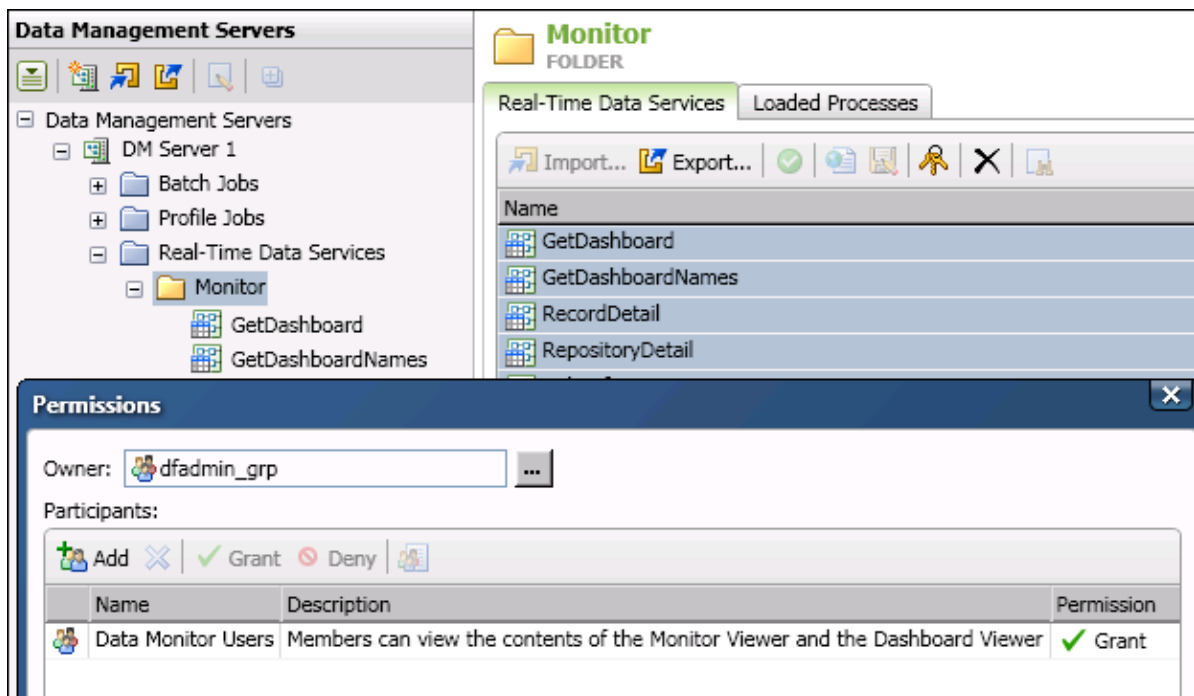 Data Management Servers
Data Management Servers
DM Server 1
Batch Jobs
Profile Jobs
Real-Time Data Services
Monitor
GetDashboard
GetDashboardNames
Monitor
FOLDER
Real-Time Data Services Loaded Processes
Import... Export...
Name
GetDashboard
GetDashboardNames
RecordDetail
RepositoryDetail
Permissions
Owner: dfadmin_grp ...
Participants:
Add Grant Deny
Name Description Permission
Data Monitor Users Members can view the contents of the Monitor Viewer and the Dashboard Viewer Grant